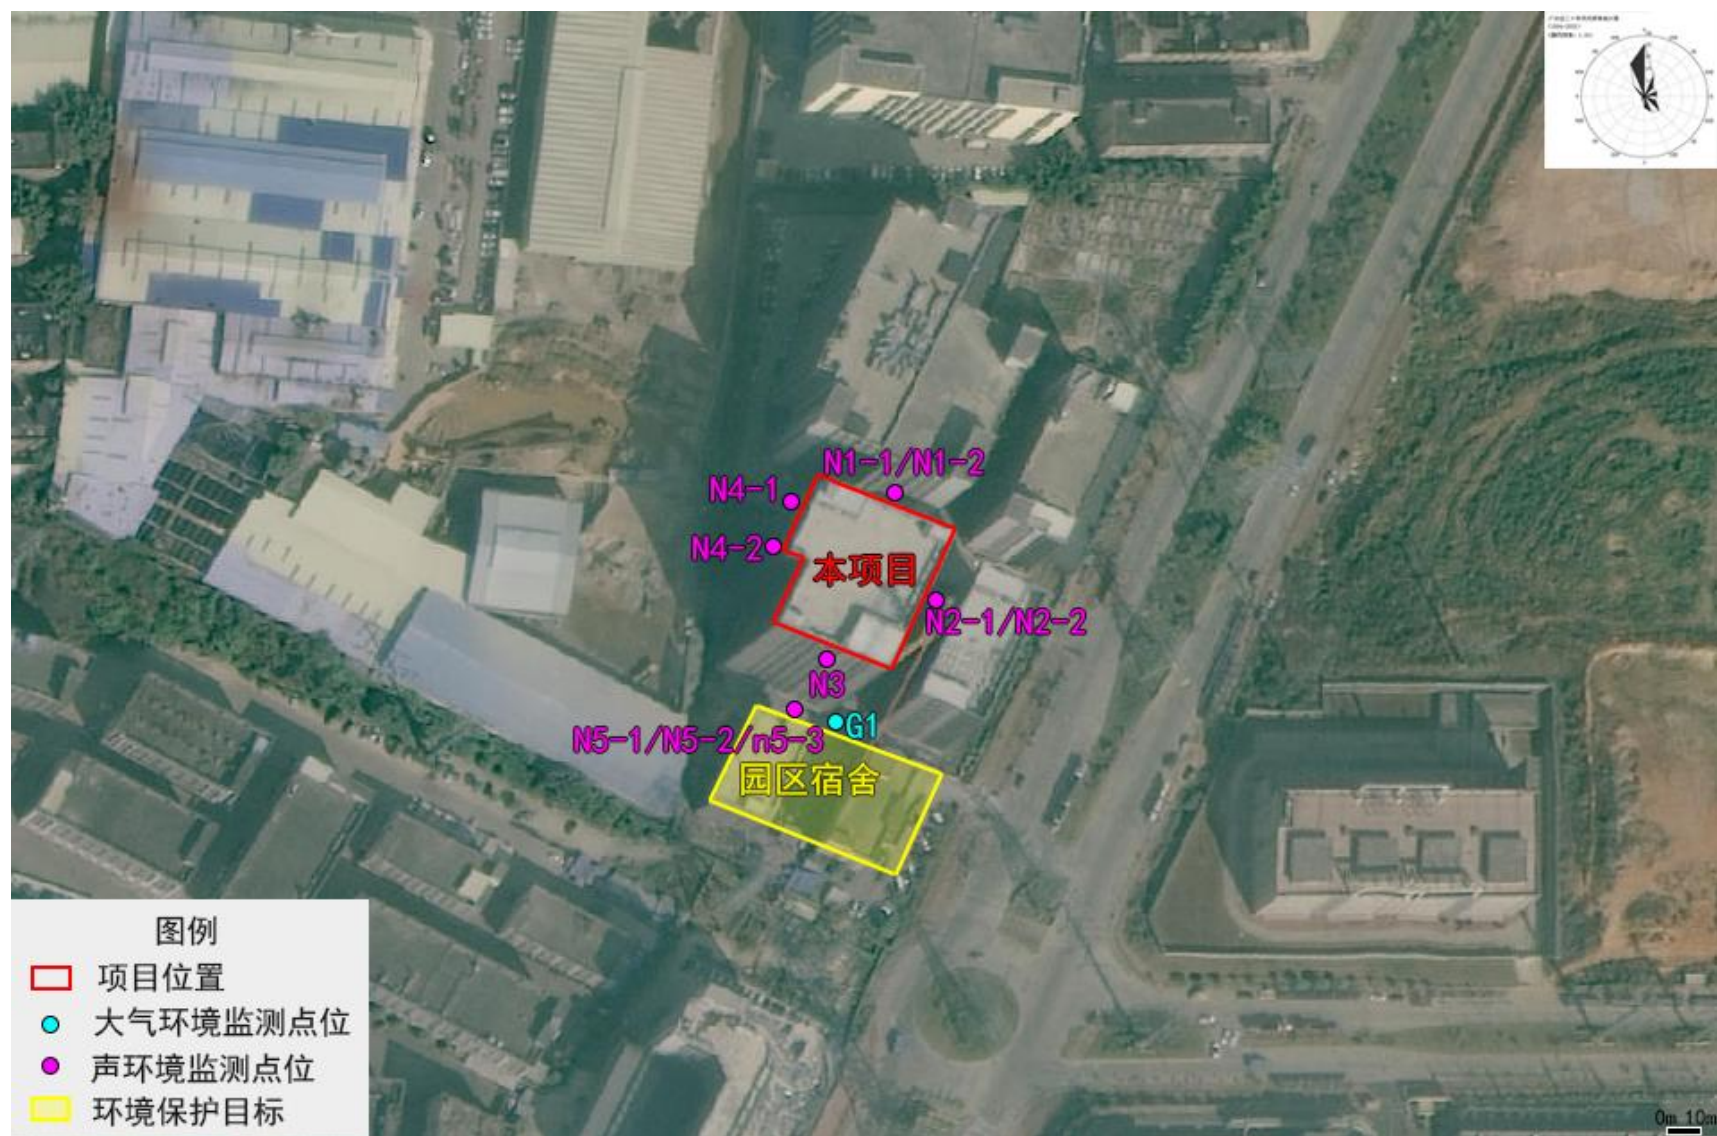 N1-1/N1-2
N4-1
N4-2
本项目
N2-1/N2-2
N3
G1
N5-1/N5-2/n5-3
园区宿舍
图例
项目位置
大气环境监测点位
声环境监测点位
环境保护目标
0m 10m